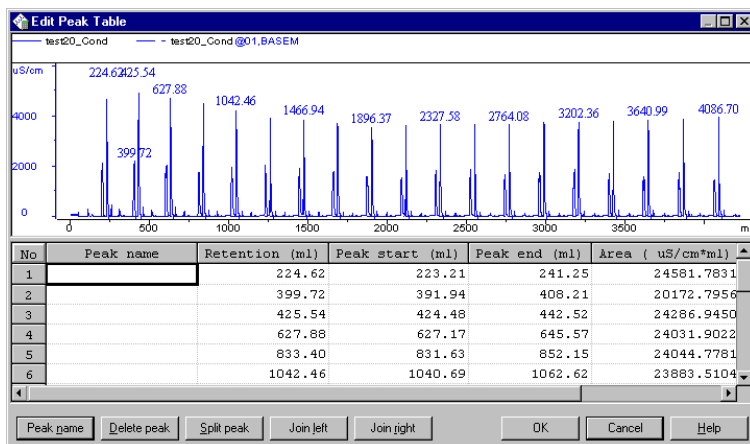 Edit Peak Table
test20_Cond test20_Cond@01,BASEM
uS/cm
224.62 425.54
627.88
1042.46
1466.94
1896.37
2327.58
2764.08
3202.36
3640.99
4086.70
399.72
4000
2000
0
0 500 1000 1500 2000 2500 3000 3500 m
No Peak name Retention (ml) Peak start (ml) Peak end (ml) Area ( uS/cm*ml)
1 224.62 223.21 241.25 24581.7831
2 399.72 391.94 408.21 20172.7956
3 425.54 424.48 442.52 24286.9450
4 627.88 627.17 645.57 24031.9022
5 833.40 831.63 852.15 24044.7781
6 1042.46 1040.69 1062.62 23883.5104
Peak name Delete peak Split peak Join left Join right OK Cancel Help